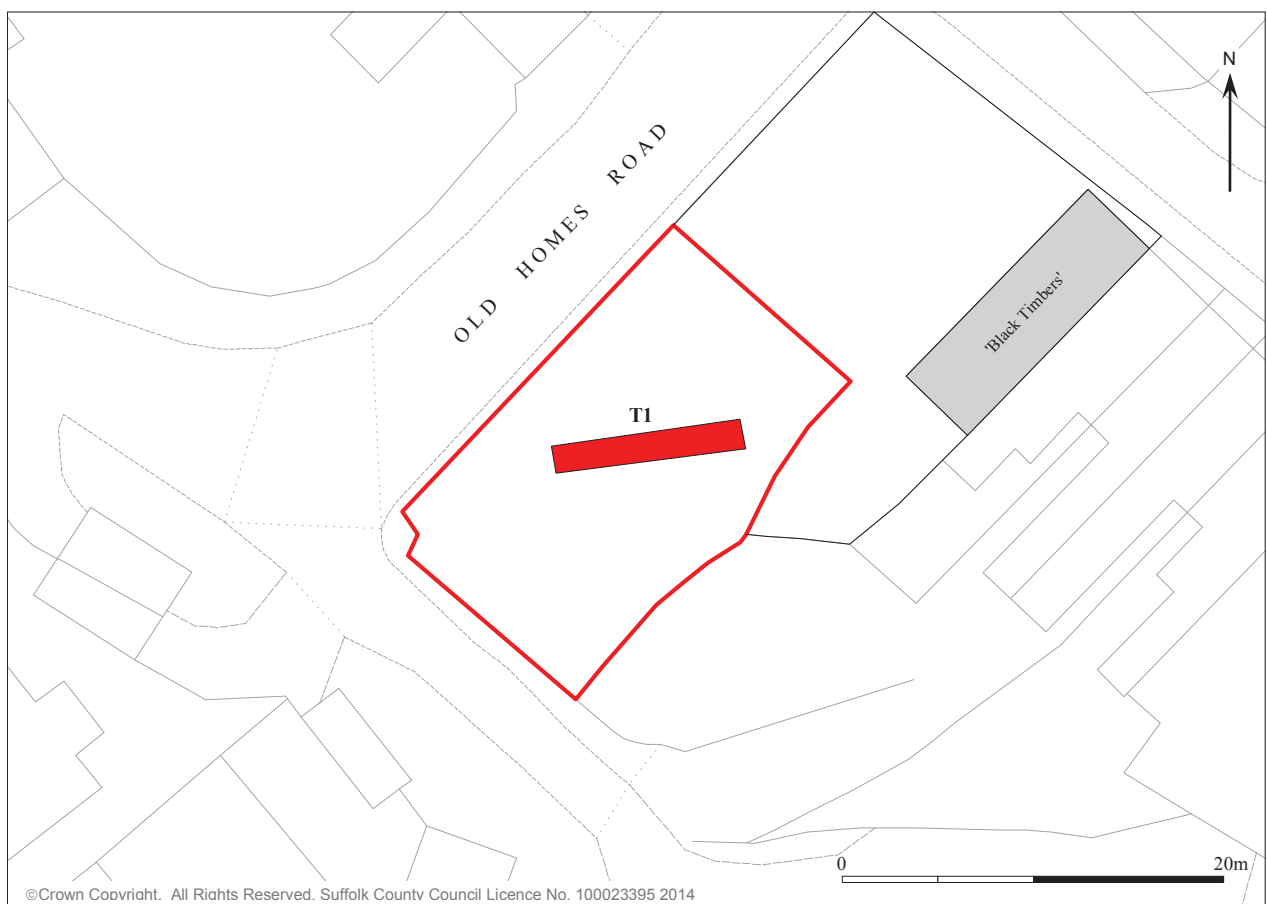 N
OLD HOMES ROAD
'Black Timbers'
T1
0 20m
©Crown Copyright. All Rights Reserved. Suffolk County Council Licence No. 100023395 2014